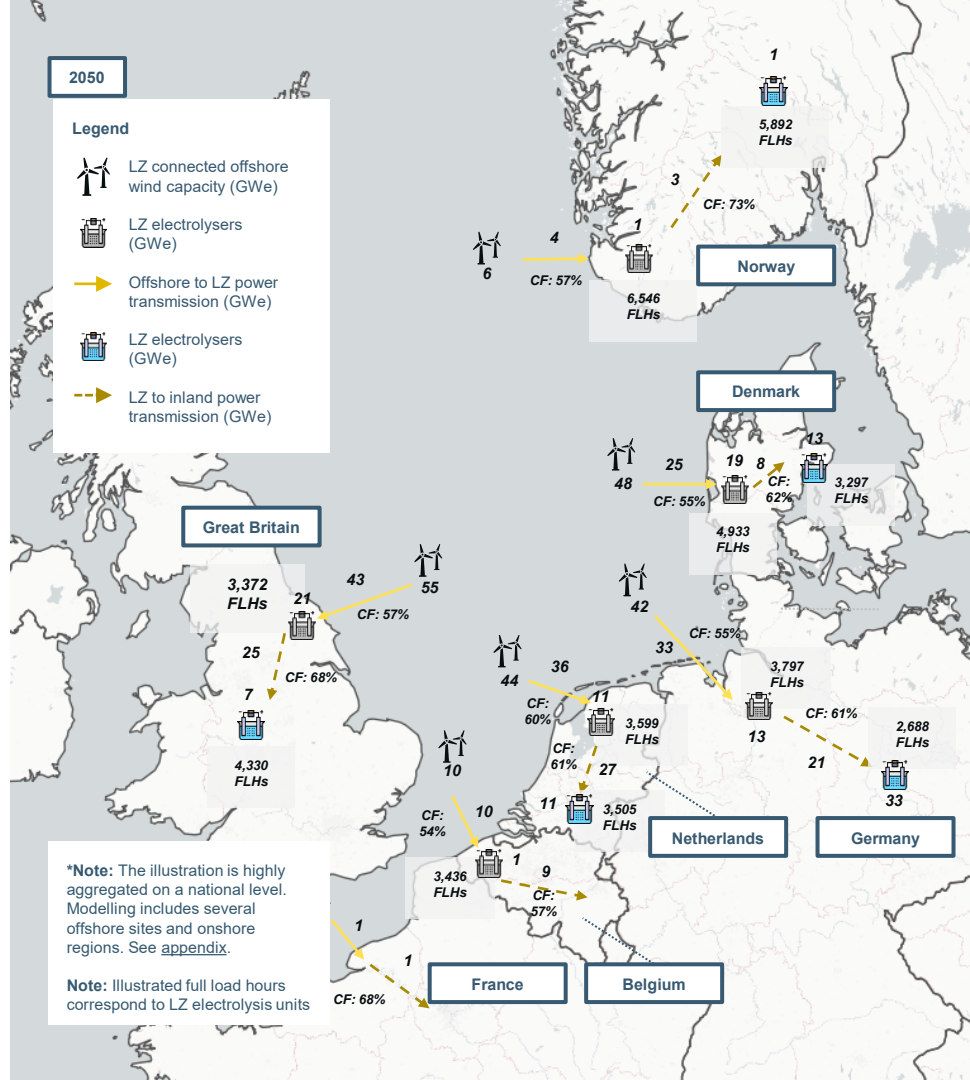 2050
Legend
LZ connected offshore
wind capacity (GWe)
LZ electrolysers
(GWe)
Offshore to LZ power
transmission (GWe)
LZ electrolysers
(GWe)
LZ to inland power
transmission (GWe)
1
5,892
FLHs
3
CF: 73%
1
4
6
CF: 57%
6,546
FLHs
Norway
Denmark
13
19
8
25
48
CF: 55%
CF:
62%
3,297
FLHs
4,933
FLHs
Great Britain
3,372
FLHs
21
43
55
CF: 57%
25
CF: 68%
7
4,330
FLHs
42
CF: 55%
33
3,797
FLHs
13
CF: 61%
21
2,688
FLHs
33
36
44
CF:
60%
11
3,599
FLHs
CF:
61%
27
11
3,505
FLHs
Netherlands
Germany
10
10
CF:
54%
1
3,436
FLHs
9
CF:
57%
*Note: The illustration is highly
aggregated on a national level.
Modelling includes several
offshore sites and onshore
regions. See appendix.
Note: Illustrated full load hours
correspond to LZ electrolysis units
1
1
CF: 68%
France
Belgium